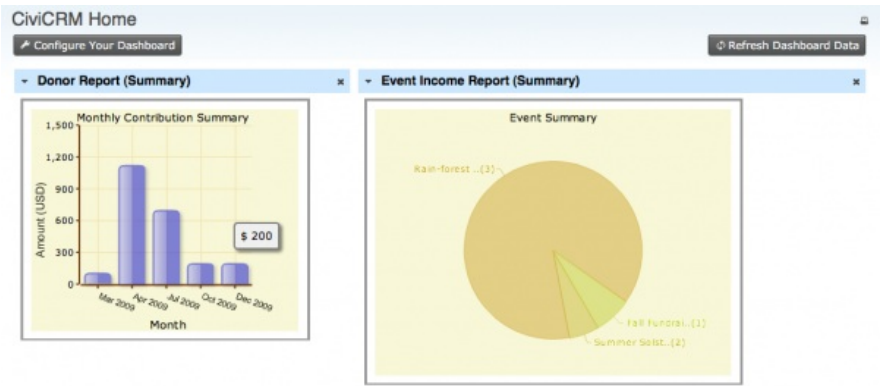 CiviCRM Home
Configure Your Dashboard
Refresh Dashboard Data
Donor Report (Summary)
Monthly Contribution Summary
1,500
1,200
900
600
300
0
Amount (USD)
$ 200
Mar 2009
Apr 2009
Jul 2009
Oct 2009
Dec 2009
Month
Event Income Report (Summary)
Event Summary
Rain-forest ..(3)
Fall Fundrai..(1)
Summer Solst..(2)